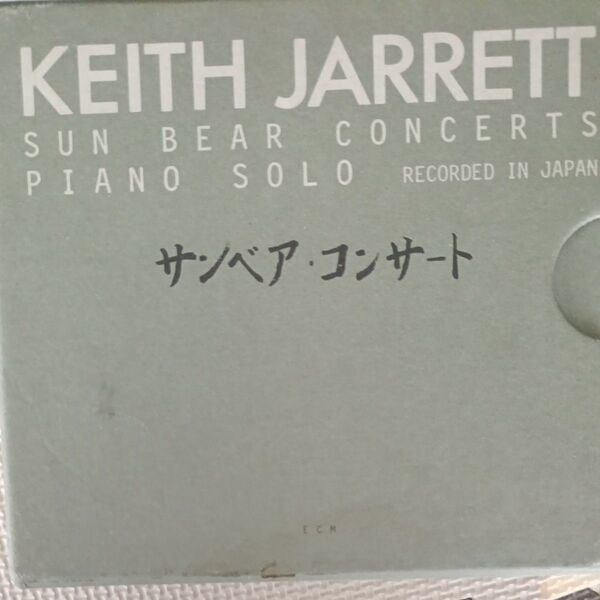 KEITH JARRETT
SUN BEAR CONCERTS
PIANO SOLO RECORDED IN JAPAN
サンベア・コンサート
ECM